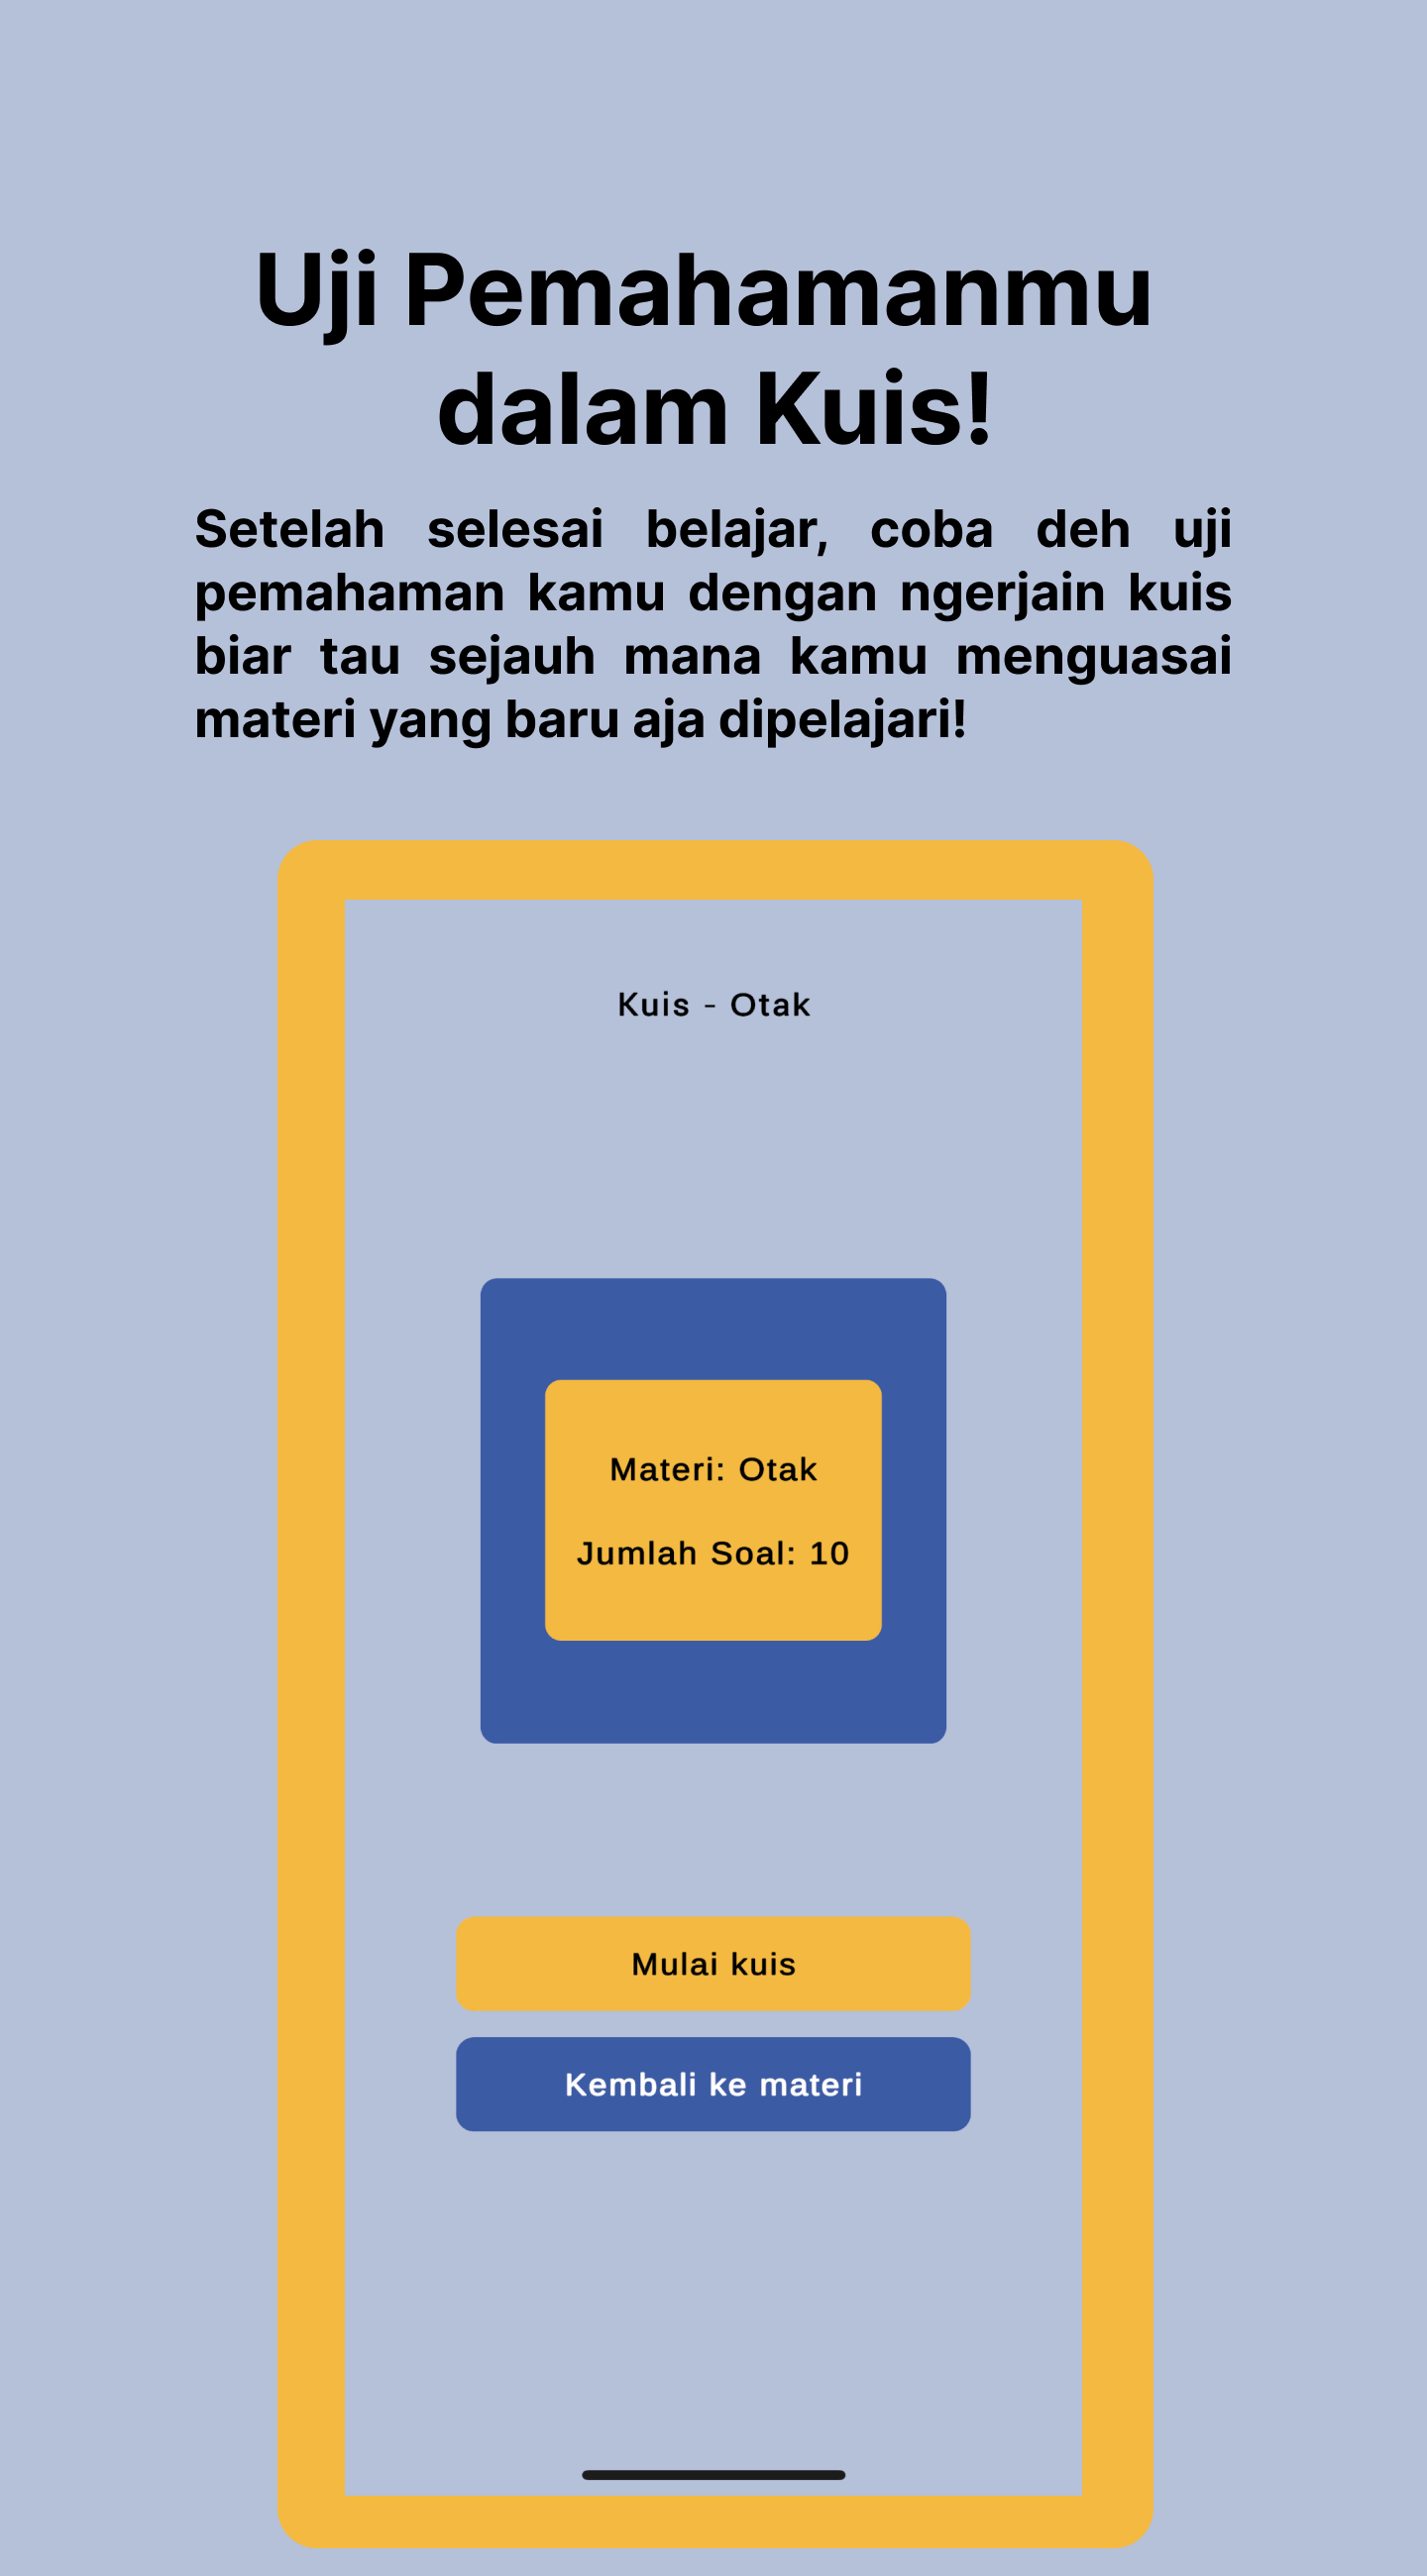 Uji Pemahamanmu
dalam Kuis!
Setelah selesai belajar, coba deh uji
pemahaman kamu dengan ngerjain kuis
biar tau sejauh mana kamu menguasai
materi yang baru aja dipelajari!
Kuis - Otak
Materi: Otak
Jumlah Soal: 10
Mulai kuis
Kembali ke materi